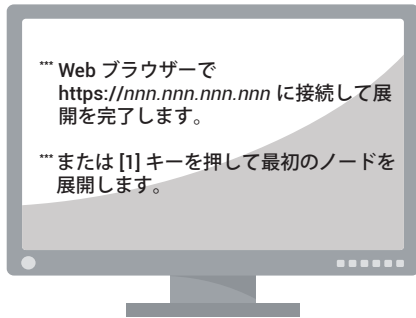 *** Web ブラウザーで
https://nnn.nnn.nnn.nnn に接続して展
開を完了します。
*** または [1] キーを押して最初のノードを
展開します。